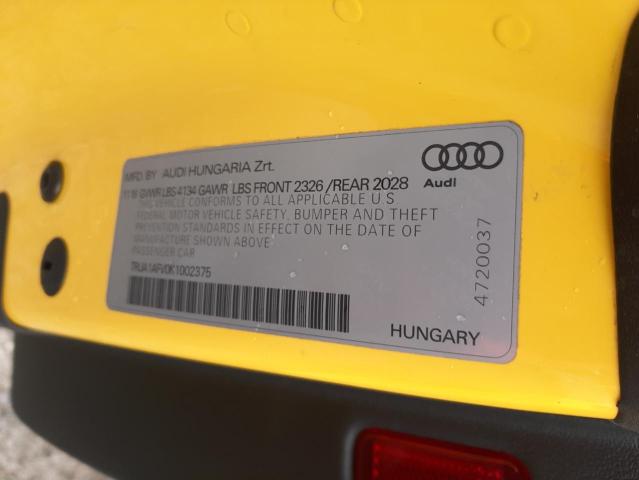 MFD. BY AUDI HUNGARIA Zrt.
11.18 GVWR LBS 4134 GAWR LBS FRONT 2326 /REAR 2028
THIS VEHICLE CONFORMS TO ALL APPLICABLE U S
FEDERAL MOTOR VEHICLE SAFETY, BUMPER AND THEFT
PREVENTION STANDARDS IN EFFECT ON THE DATE OF
MANUFACTURE SHOWN ABOVE
PASSENGER CAR
TRUA1AFV0K1002375
Audi
4720037
HUNGARY